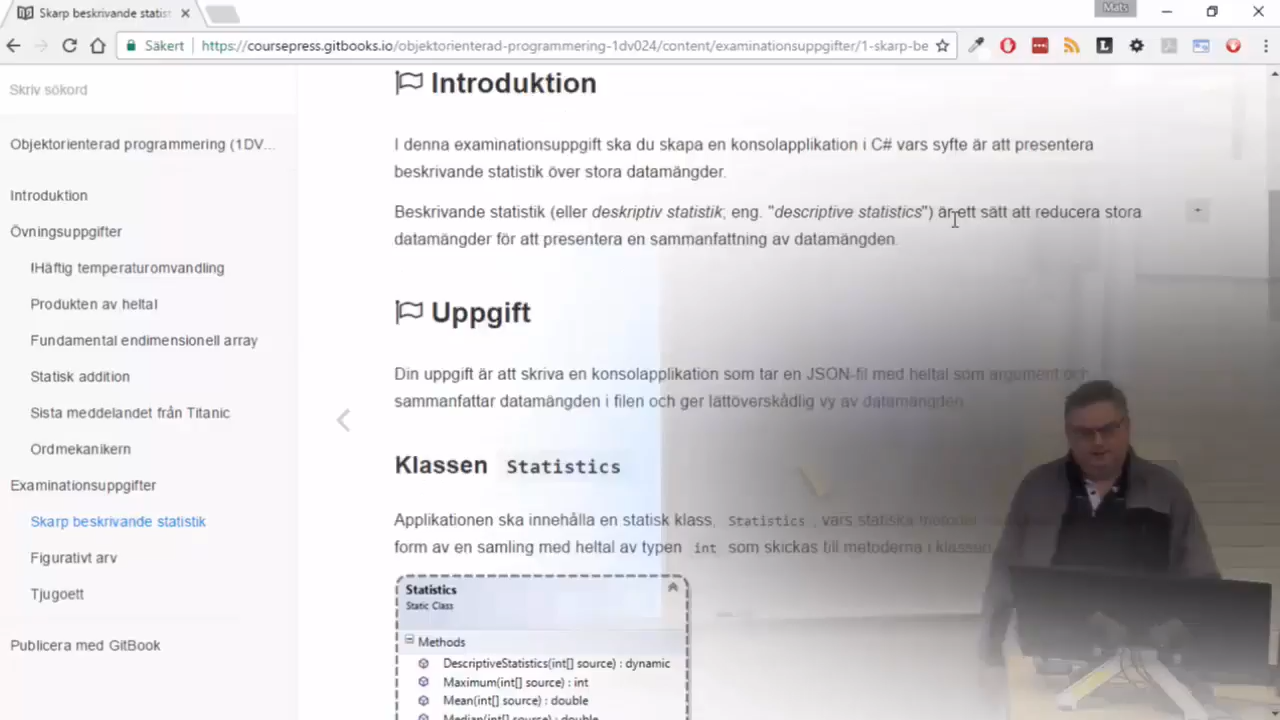 Skarp beskrivande statist
Mats
Säkert
https://coursepress.gitbooks.io/objektorienterad-programmering-1dv024/content/examinationsuppgifter/1-skarp-be
Skriv sökord
Objektorienterad programmering (1DV...
Introduktion
Övningsuppgifter
IHäftig temperaturomvandling
Produkten av heltal
Fundamental endimensionell array
Statisk addition
Sista meddelandet från Titanic
Ordmekanikern
Examinationsuppgifter
Skarp beskrivande statistik
Figurativt arv
Tjugoett
Publicera med GitBook
Introduktion
I denna examinationsuppgift ska du skapa en konsolapplikation i C# vars syfte är att presentera
beskrivande statistik över stora datamängder.
Beskrivande statistik (eller deskriptiv statistik; eng. "descriptive statistics") är ett sätt att reducera stora
datamängder för att presentera en sammanfattning av datamängden.
Uppgift
Din uppgift är att skriva en konsolapplikation som tar en JSON-fil med heltal som argument och
sammanfattar datamängden i filen och ger lättöverskådlig vy av datamängden.
Klassen Statistics
Applikationen ska innehålla en statisk klass, Statistics, vars statiska metoder
form av en samling med heltal av typen int som skickas till metoderna i klassen.
Statistics
Static Class
Methods
DescriptiveStatistics(int[] source) : dynamic
Maximum(int[] source) : int
Mean(int[] source) : double
Median(int[] source) : double